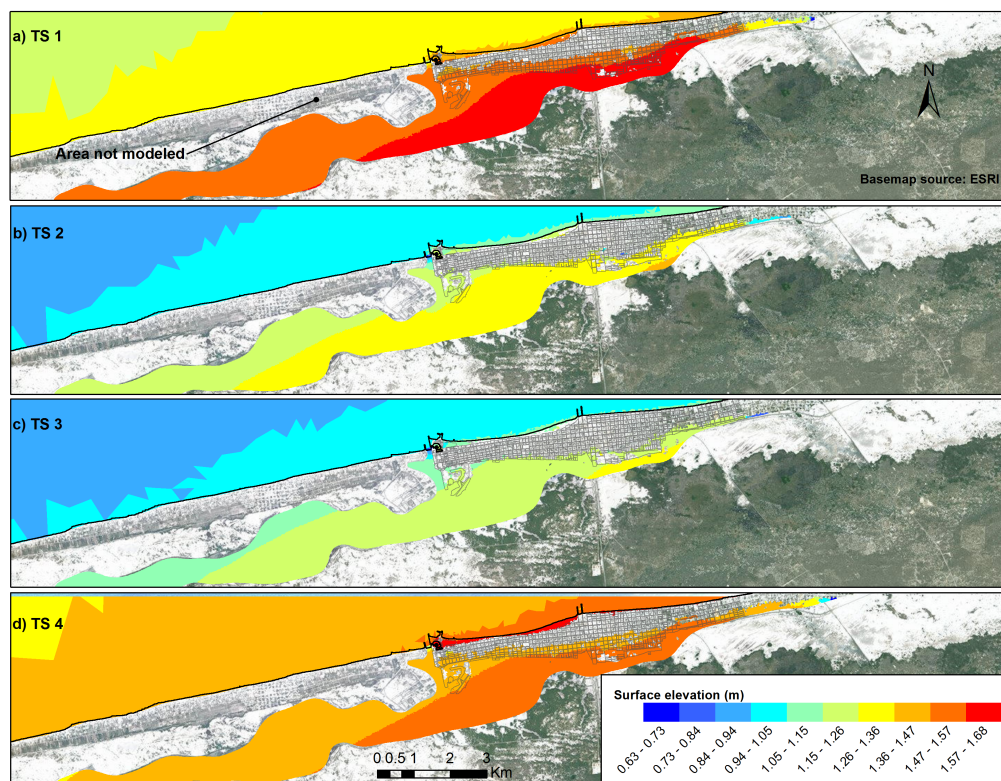 a) TS 1
N
Area not modeled
Basemap source: ESRI
b) TS 2
c) TS 3
d) TS 4
Surface elevation (m)
0.63 - 0.73
0.73 - 0.84
0.84 - 0.94
0.94 - 1.05
1.05 - 1.15
1.15 - 1.26
1.26 - 1.36
1.36 - 1.47
1.47 - 1.57
1.57 - 1.68
0 0.5 1 2 3
Km